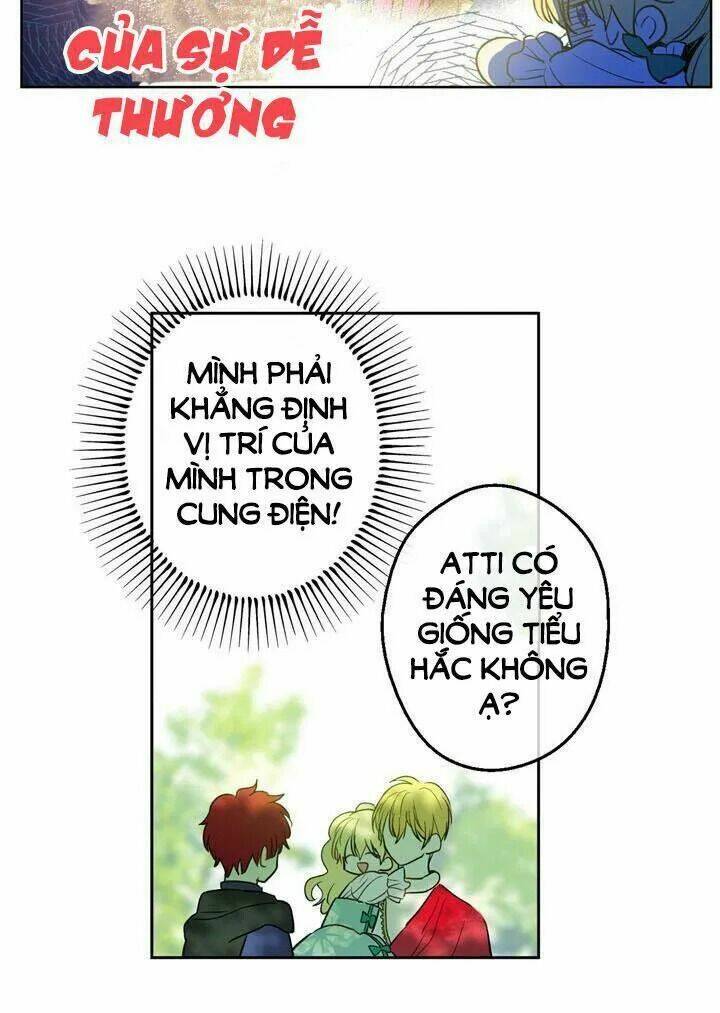 CỦA SỰ DỄ
THƯƠNG
MÌNH PHẢI
KHẲNG ĐỊNH
VỊ TRÍ CỦA
MÌNH TRONG
CUNG ĐIỆN!
ATTI CÓ
ĐÁNG YÊU
GIỐNG TIỂU
HẮC KHÔNG
Ạ?